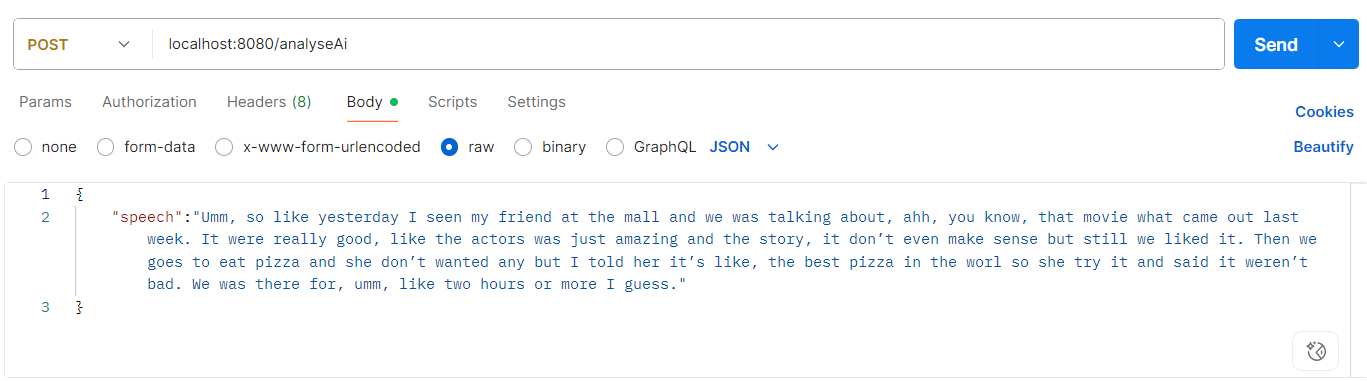 POST localhost:8080/analyseAi Send
Params Authorization Headers (8) Body Scripts Settings Cookies
none form-data x-www-form-urlencoded raw binary GraphQL JSON Beautify
1 {
2 "speech":"Umm, so like yesterday I seen my friend at the mall and we was talking about, ahh, you know, that movie what came out last
week. It were really good, like the actors was just amazing and the story, it don’t even make sense but still we liked it. Then we
goes to eat pizza and she don’t wanted any but I told her it’s like, the best pizza in the worl so she try it and said it weren’t
bad. We was there for, umm, like two hours or more I guess."
3 }